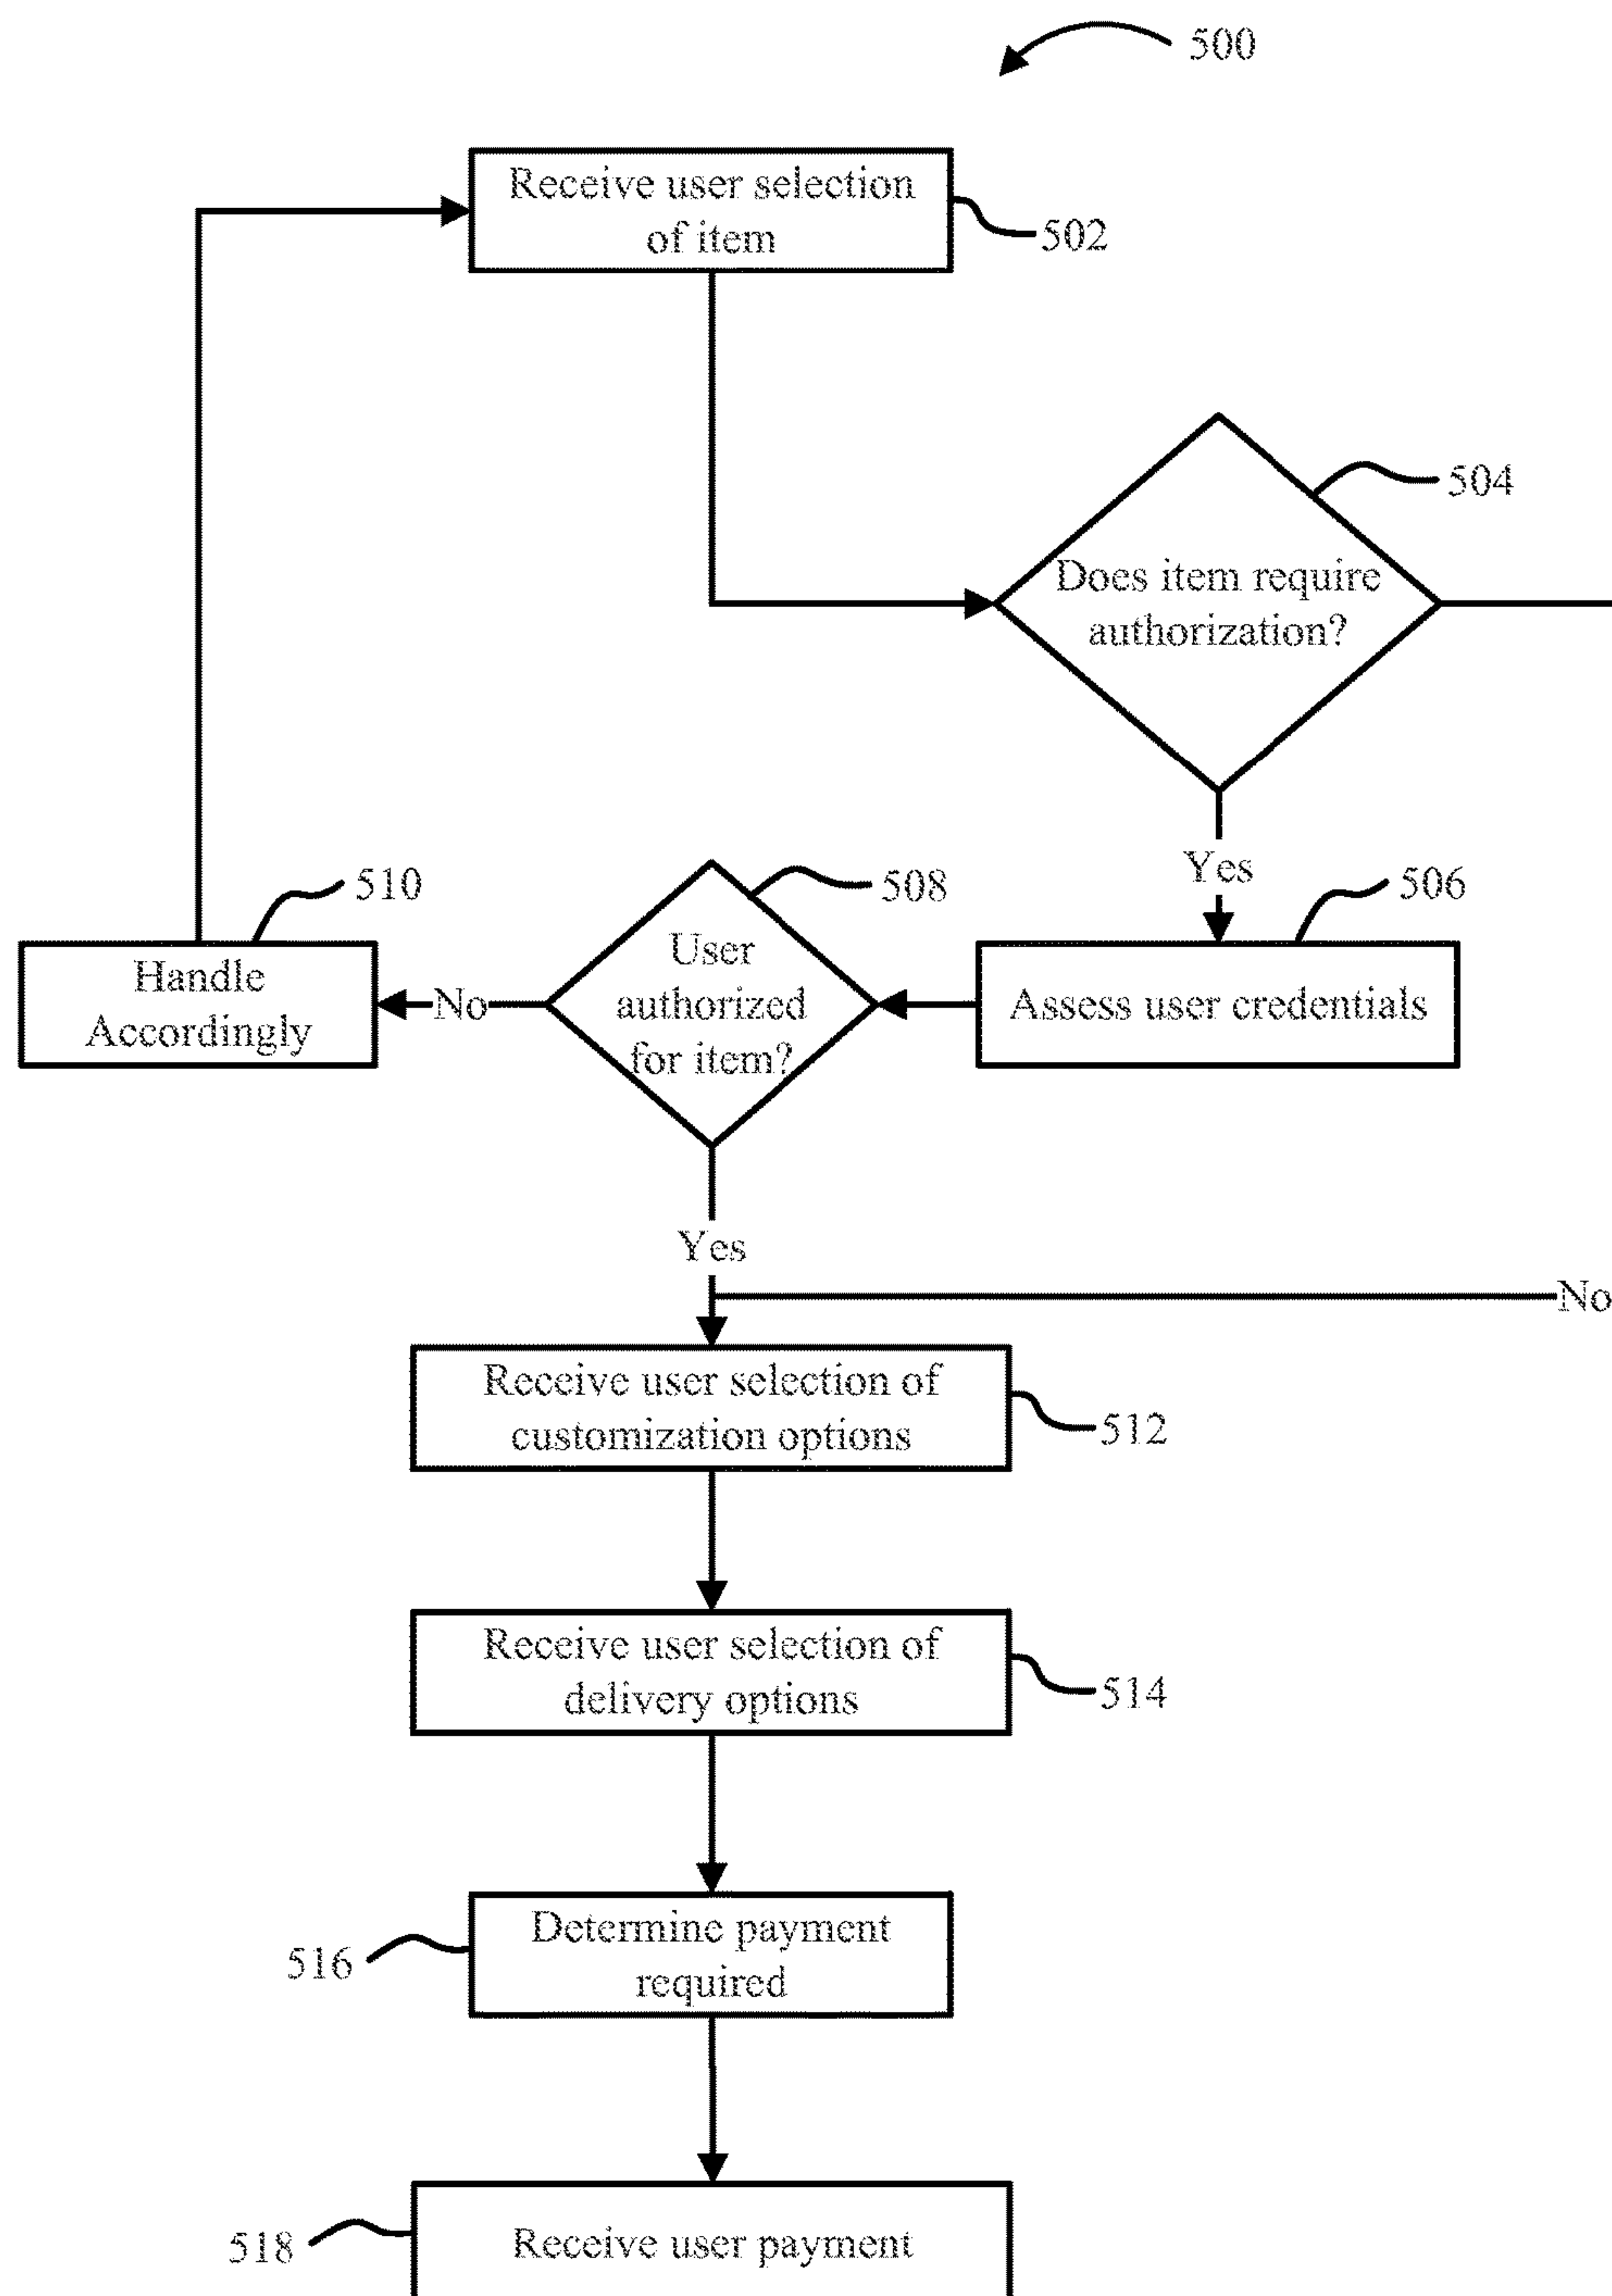 500
Receive user selection
of item
502
504
Does item require
authorization?
Yes
506
Assess user credentials
508
User
authorized
for item?
No
510
Handle
Accordingly
Yes
No
Receive user selection of
customization options
512
Receive user selection of
delivery options
514
Determine payment
required
516
Receive user payment
518